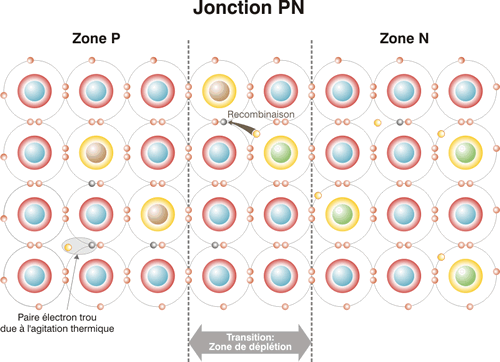 Jonction PN
Zone P
Zone N
Recombinaison
Paire électron trou
due à l'agitation thermique
Transition:
Zone de déplétion